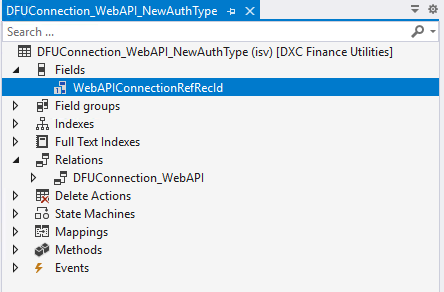 DFUConnection_WebAPI_NewAuthType
Search ...
DFUConnection_WebAPI_NewAuthType (isv) [DXC Finance Utilities]
Fields
WebAPIConnectionRefRecId
Field groups
Indexes
Full Text Indexes
Relations
DFUConnection_WebAPI
Delete Actions
State Machines
Mappings
Methods
Events